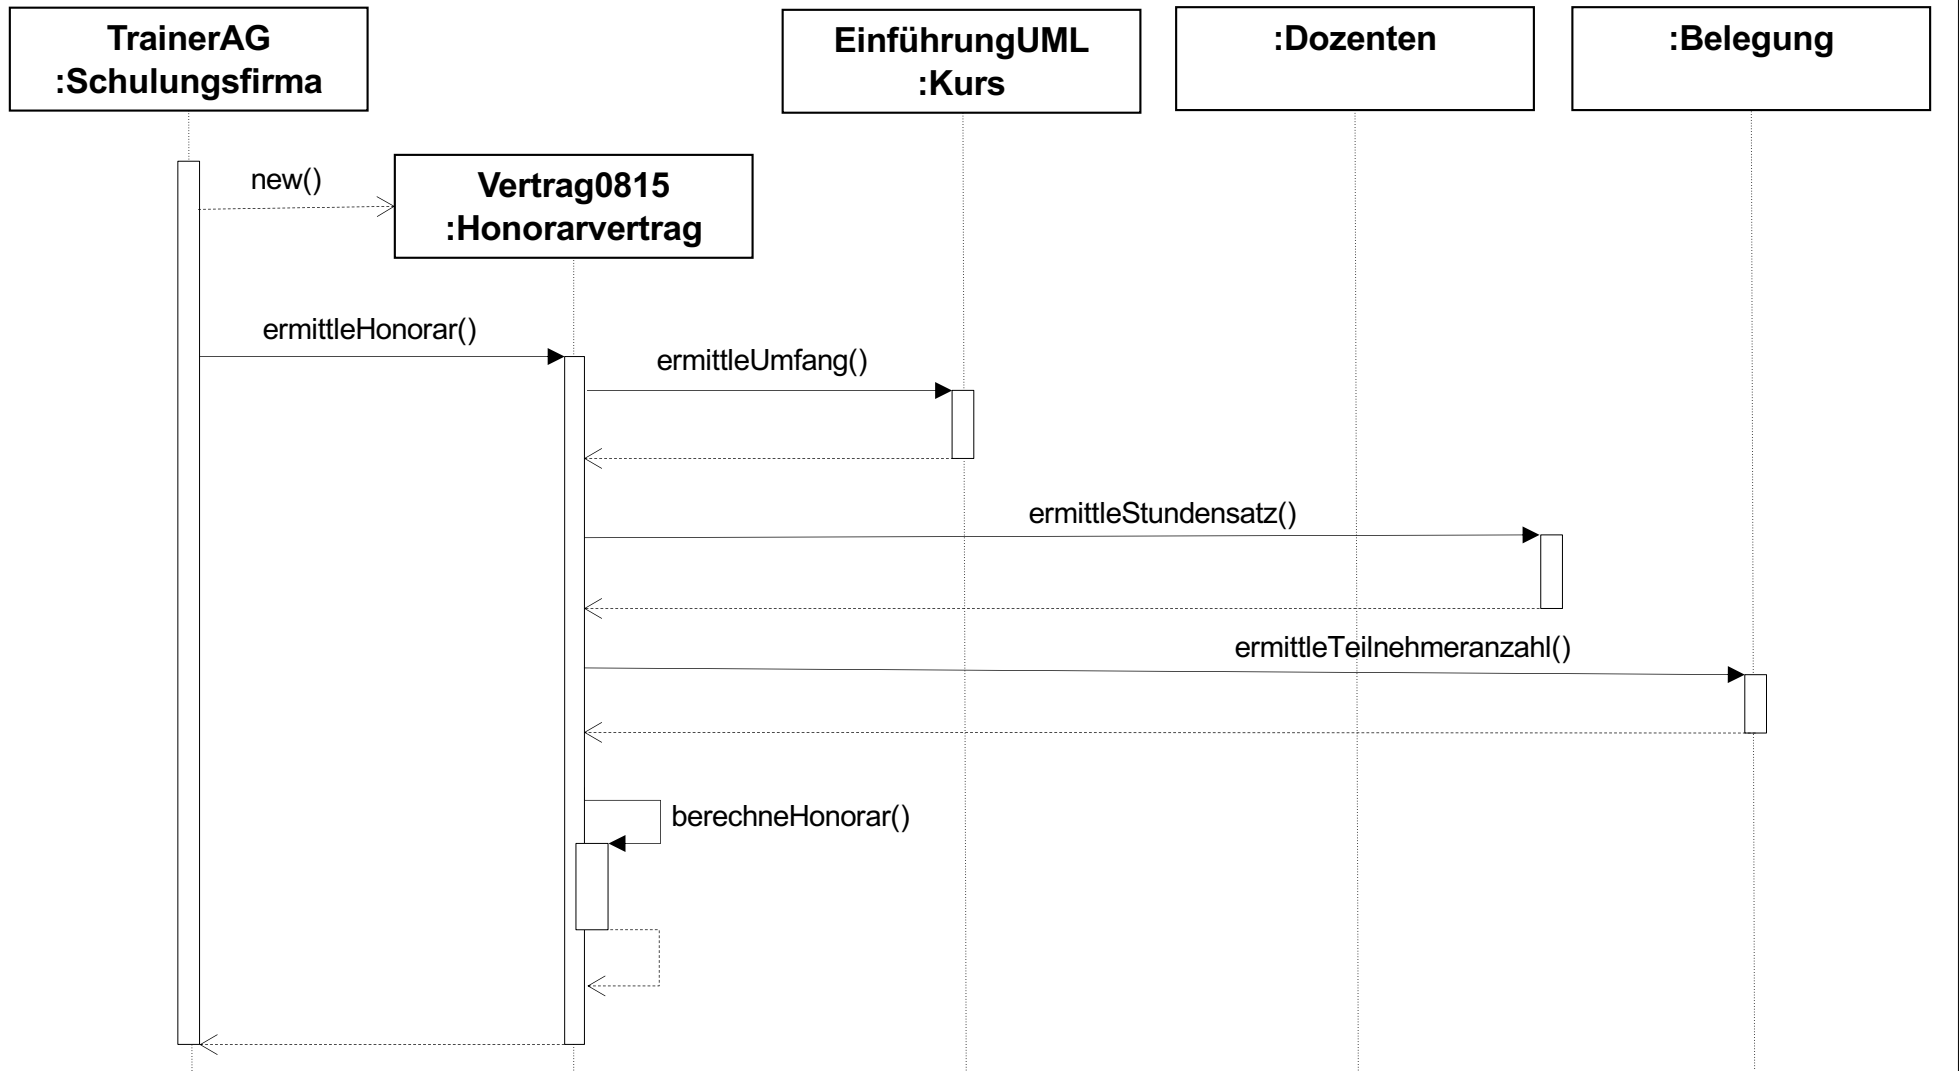 TrainerAG
:Schulungsfirma
EinführungUML
:Kurs
:Dozenten
:Belegung
new()
Vertrag0815
:Honorarvertrag
ermittleHonorar()
ermittleUmfang()
ermittleStundensatz()
ermittleTeilnehmeranzahl()
berechneHonorar()